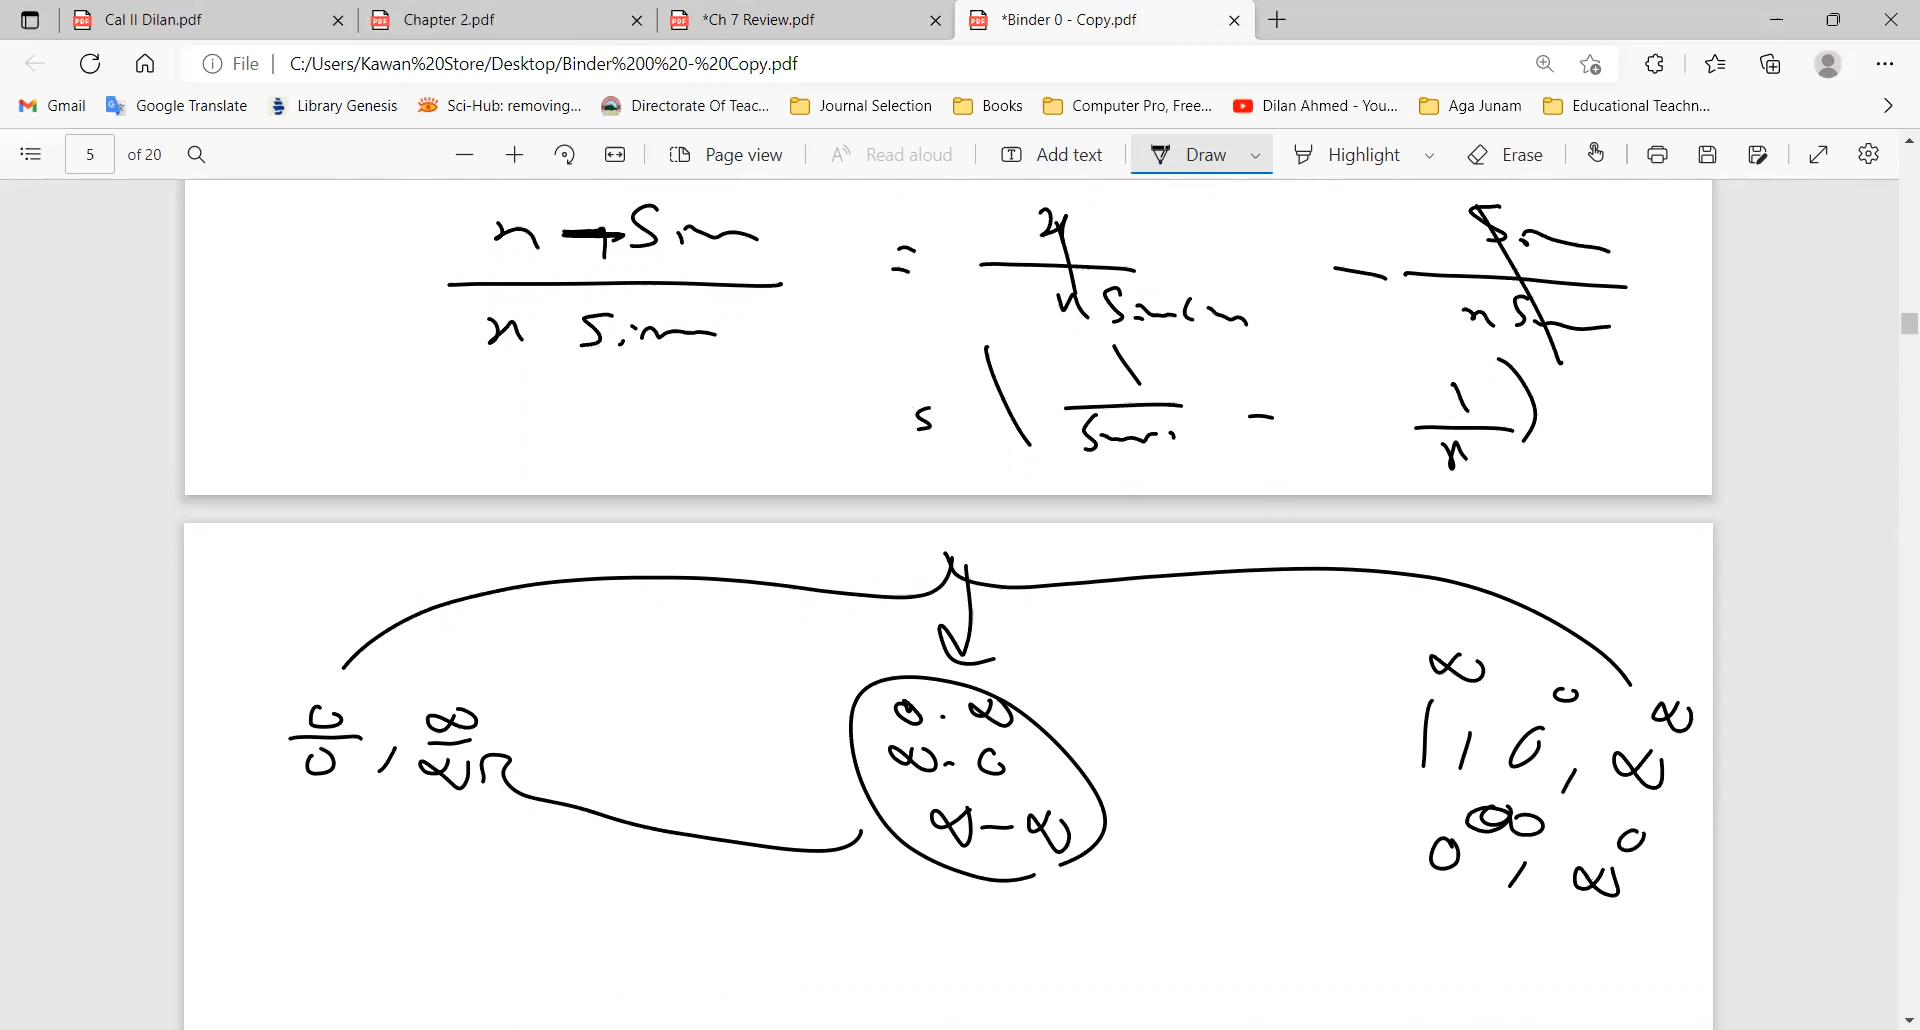 Cal II Dilan.pdf
Chapter 2.pdf
*Ch 7 Review.pdf
*Binder 0 - Copy.pdf
File
C:/Users/Kawan%20Store/Desktop/Binder%200%20-%20Copy.pdf
Gmail
Google Translate
Library Genesis
Sci-Hub: removing...
Directorate Of Teac...
Journal Selection
Books
Computer Pro, Free...
Dilan Ahmed - You...
Aga Junam
Educational Teachn...
5 of 20
Page view
Read aloud
Add text
Draw
Highlight
Erase
0/0 , ∞/∞
0 . ∞
∞ . 0
∞ - ∞
1^∞ , 0^0 , ∞^∞
0^∞ , ∞^0